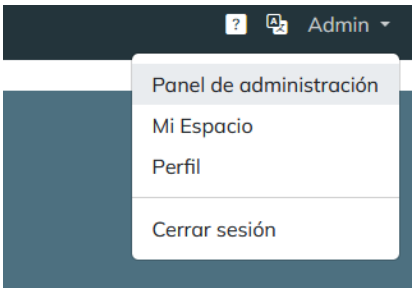 ? Admin
Panel de administración
Mi Espacio
Perfil
Cerrar sesión